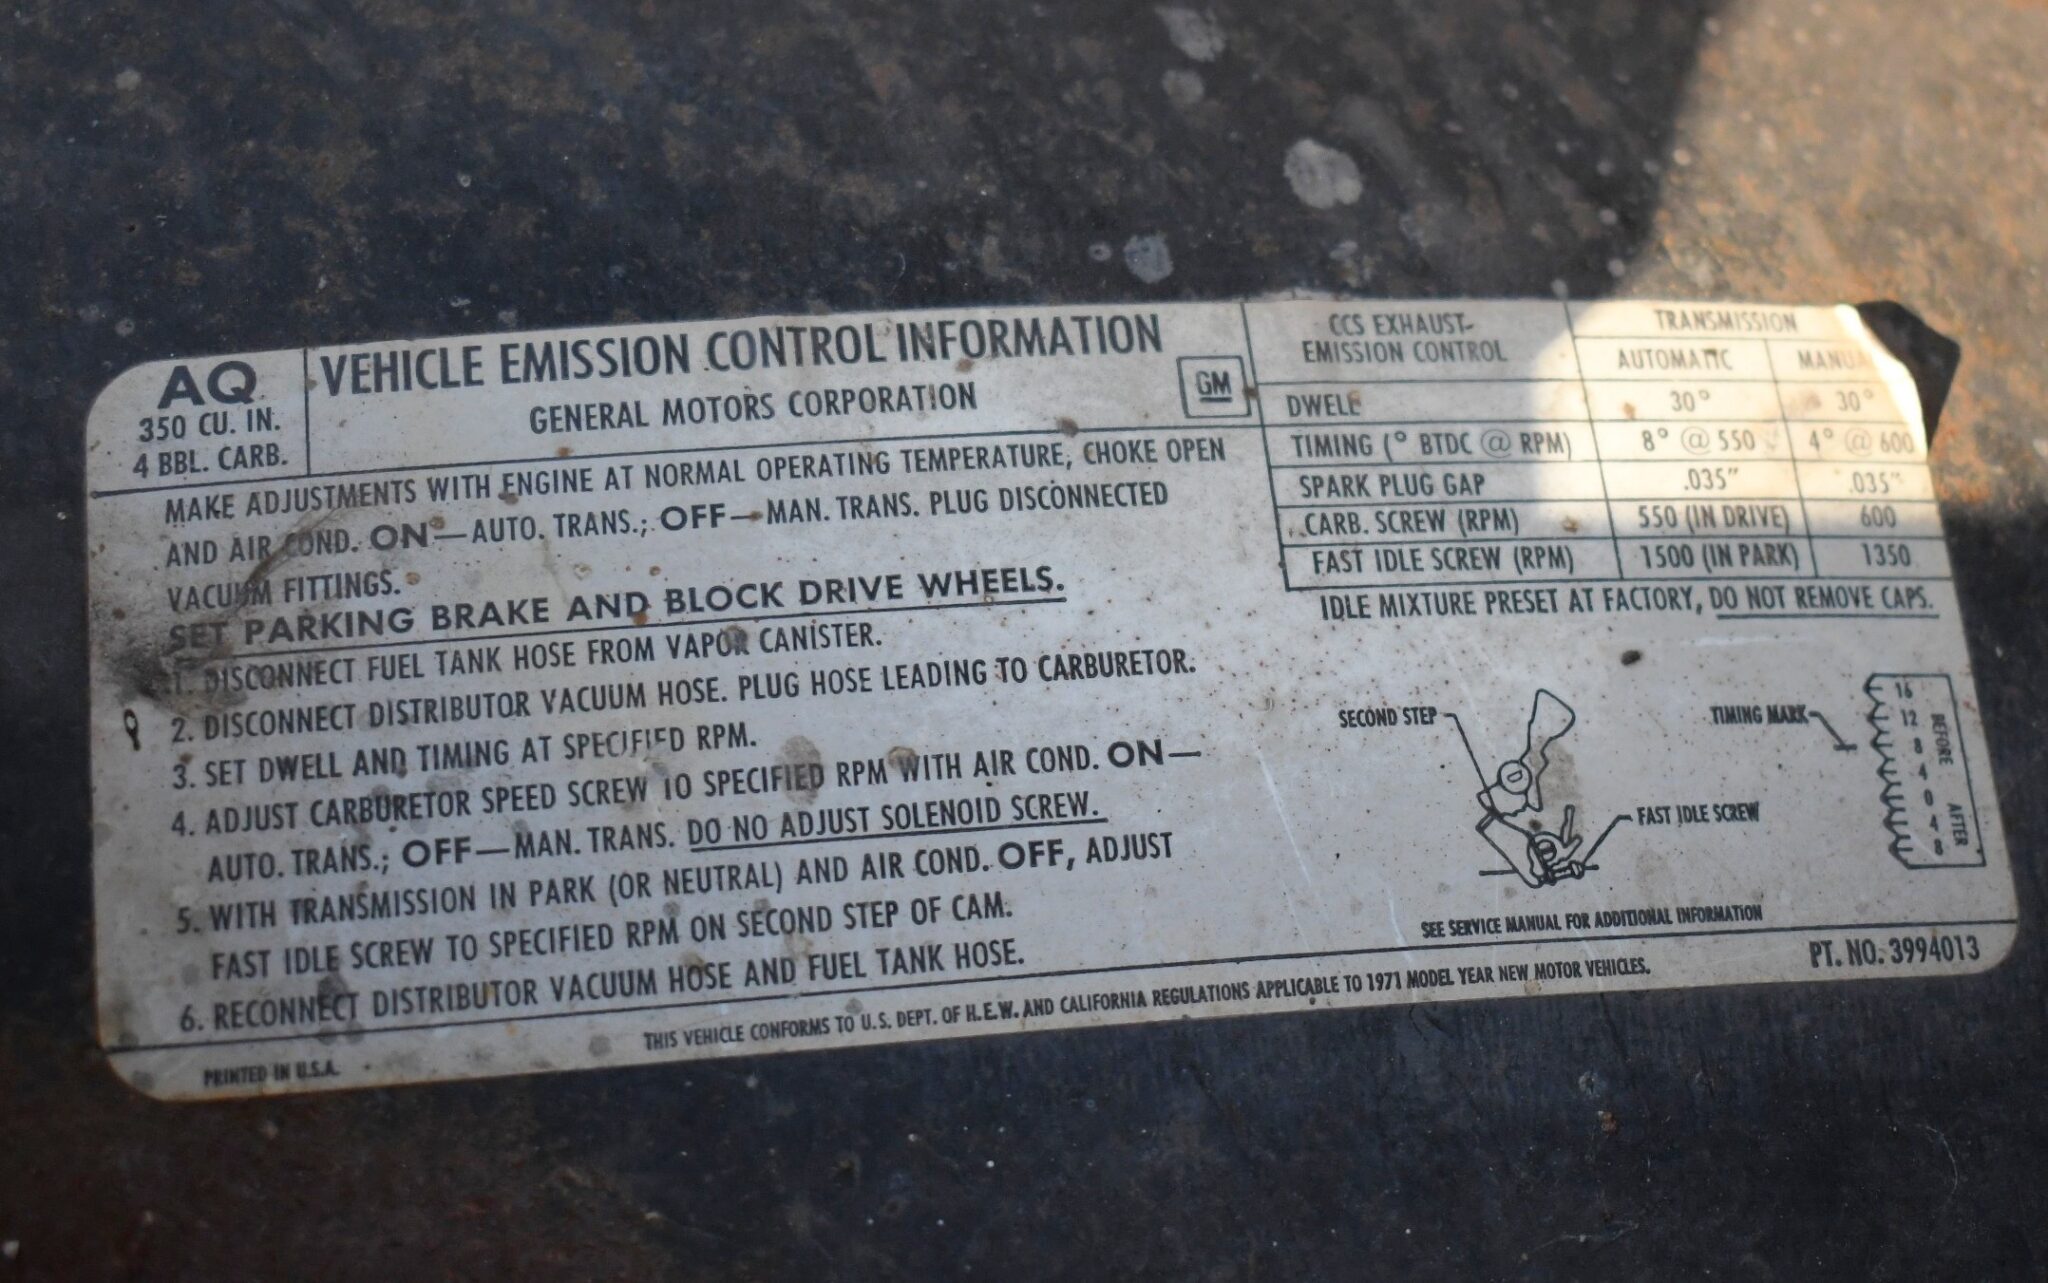 AQ
350 CU. IN.
4 BBL. CARB.
VEHICLE EMISSION CONTROL INFORMATION
GENERAL MOTORS CORPORATION
GM
MAKE ADJUSTMENTS WITH ENGINE AT NORMAL OPERATING TEMPERATURE, CHOKE OPEN
AND AIR COND. ON—AUTO. TRANS.; OFF—MAN. TRANS. PLUG DISCONNECTED
VACUUM FITTINGS.
SET PARKING BRAKE AND BLOCK DRIVE WHEELS.
1. DISCONNECT FUEL TANK HOSE FROM VAPOR CANISTER.
2. DISCONNECT DISTRIBUTOR VACUUM HOSE. PLUG HOSE LEADING TO CARBURETOR.
3. SET DWELL AND TIMING AT SPECIFIED RPM.
4. ADJUST CARBURETOR SPEED SCREW TO SPECIFIED RPM WITH AIR COND. ON—
AUTO. TRANS.; OFF—MAN. TRANS. DO NO ADJUST SOLENOID SCREW.
5. WITH TRANSMISSION IN PARK (OR NEUTRAL) AND AIR COND. OFF, ADJUST
FAST IDLE SCREW TO SPECIFIED RPM ON SECOND STEP OF CAM.
6. RECONNECT DISTRIBUTOR VACUUM HOSE AND FUEL TANK HOSE.
CCS EXHAUST-
EMISSION CONTROL
TRANSMISSION
AUTOMATIC MANUAL
DWELL 30° 30°
TIMING (° BTDC @ RPM) 8° @ 550 4° @ 600
SPARK PLUG GAP .035" .035"
CARB. SCREW (RPM) 550 (IN DRIVE) 600
FAST IDLE SCREW (RPM) 1500 (IN PARK) 1350
IDLE MIXTURE PRESET AT FACTORY, DO NOT REMOVE CAPS.
SECOND STEP
FAST IDLE SCREW
TIMING MARK
16
12
8
4
0
4
8
BEFORE
AFTER
SEE SERVICE MANUAL FOR ADDITIONAL INFORMATION
PT. NO. 3994013
THIS VEHICLE CONFORMS TO U.S. DEPT. OF H.E.W. AND CALIFORNIA REGULATIONS APPLICABLE TO 1971 MODEL YEAR NEW MOTOR VEHICLES.
PRINTED IN U.S.A.